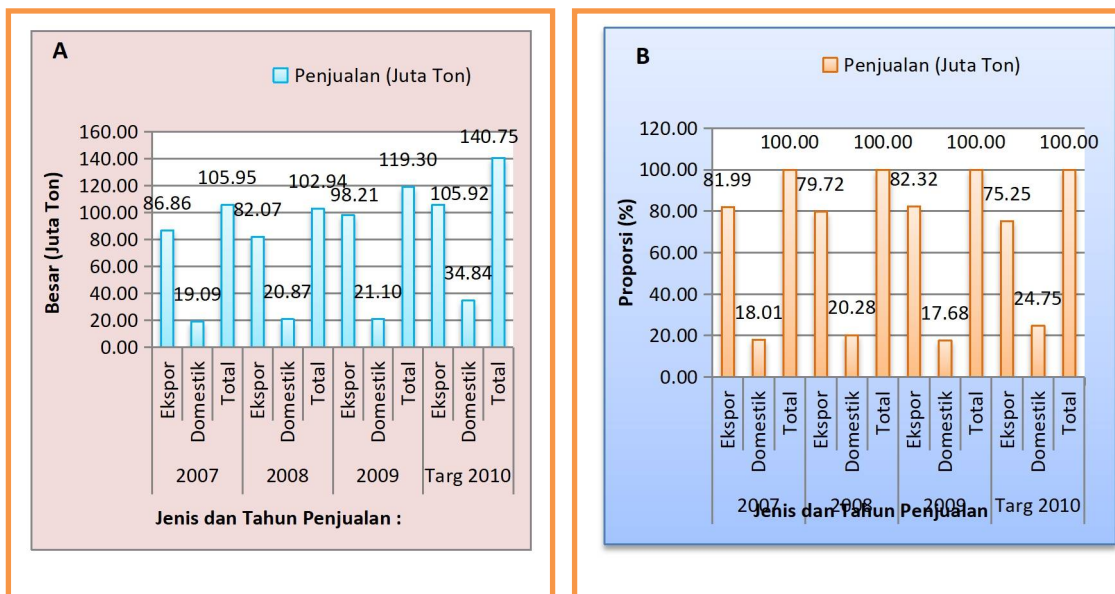 A
Penjualan (Juta Ton)
Besar (Juta Ton)
160.00
140.00
120.00
100.00
80.00
60.00
40.00
20.00
0.00
86.86
19.09
105.95
82.07
20.87
102.94
98.21
21.10
119.30
105.92
34.84
140.75
Ekspor
Domestik
Total
Ekspor
Domestik
Total
Ekspor
Domestik
Total
Ekspor
Domestik
Total
2007
2008
2009
Targ 2010
Jenis dan Tahun Penjualan :
B
Penjualan (Juta Ton)
Proporsi (%)
120.00
100.00
80.00
60.00
40.00
20.00
0.00
81.99
18.01
100.00
79.72
20.28
100.00
82.32
17.68
100.00
75.25
24.75
100.00
Ekspor
Domestik
Total
Ekspor
Domestik
Total
Ekspor
Domestik
Total
Ekspor
Domestik
Total
2007
2008
2009
Targ 2010
Jenis dan Tahun Penjualan